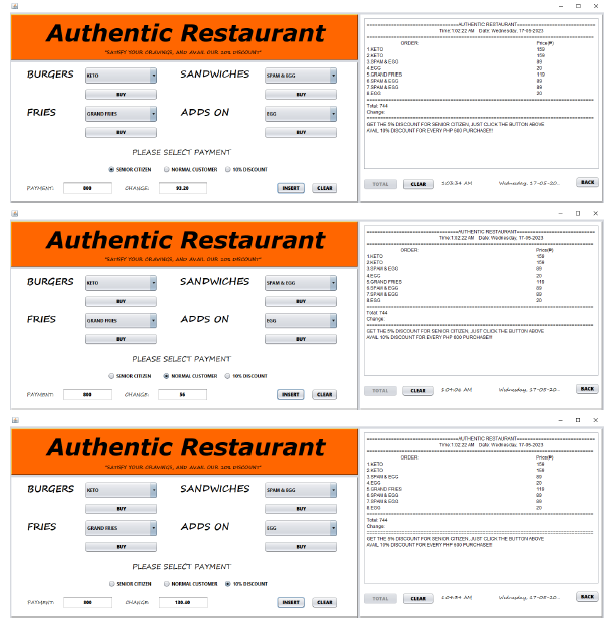 Authentic Restaurant
"SATISFY YOUR CRAVINGS, AND AVAIL OUR 10% DISCOUNT"
BURGERS KETO SANDWICHES SPAM & EGG
BUY BUY
FRIES GRAND FRIES ADDS ON EGG
BUY BUY
PLEASE SELECT PAYMENT
SENIOR CITIZEN NORMAL CUSTOMER 10% DISCOUNT
PAYMENT: 800 CHANGE: 93.20 INSERT CLEAR
AUTHENTIC RESTAURANT
Time:1:02:22 AM Date: Wednesday, 17-05-2023
ORDER: Price(₱)
1.KETO 159
2.KETO 159
3.SPAM & EGG 89
4.EGG 20
5.GRAND FRIES 119
6.SPAM & EGG 89
7.SPAM & EGG 89
8.EGG 20
Total: 744
Change:
GET THE 5% DISCOUNT FOR SENIOR CITIZEN, JUST CLICK THE BUTTON ABOVE
AVAIL 10% DISCOUNT FOR EVERY PHP 600 PURCHASE!!!
TOTAL CLEAR 1:03:34 AM Wednesday, 17-05-20... BACK
Authentic Restaurant
"SATISFY YOUR CRAVINGS, AND AVAIL OUR 10% DISCOUNT"
BURGERS KETO SANDWICHES SPAM & EGG
BUY BUY
FRIES GRAND FRIES ADDS ON EGG
BUY BUY
PLEASE SELECT PAYMENT
SENIOR CITIZEN NORMAL CUSTOMER 10% DISCOUNT
PAYMENT: 800 CHANGE: 56 INSERT CLEAR
AUTHENTIC RESTAURANT
Time:1:02:22 AM Date: Wednesday, 17-05-2023
ORDER: Price(₱)
1.KETO 159
2.KETO 159
3.SPAM & EGG 89
4.EGG 20
5.GRAND FRIES 119
6.SPAM & EGG 89
7.SPAM & EGG 89
8.EGG 20
Total: 744
Change:
GET THE 5% DISCOUNT FOR SENIOR CITIZEN, JUST CLICK THE BUTTON ABOVE
AVAIL 10% DISCOUNT FOR EVERY PHP 600 PURCHASE!!!
TOTAL CLEAR 1:04:06 AM Wednesday, 17-05-20... BACK
Authentic Restaurant
"SATISFY YOUR CRAVINGS, AND AVAIL OUR 10% DISCOUNT"
BURGERS KETO SANDWICHES SPAM & EGG
BUY BUY
FRIES GRAND FRIES ADDS ON EGG
BUY BUY
PLEASE SELECT PAYMENT
SENIOR CITIZEN NORMAL CUSTOMER 10% DISCOUNT
PAYMENT: 800 CHANGE: 130.40 INSERT CLEAR
AUTHENTIC RESTAURANT
Time:1:02:22 AM Date: Wednesday, 17-05-2023
ORDER: Price(₱)
1.KETO 159
2.KETO 159
3.SPAM & EGG 89
4.EGG 20
5.GRAND FRIES 119
6.SPAM & EGG 89
7.SPAM & EGG 89
8.EGG 20
Total: 744
Change:
GET THE 5% DISCOUNT FOR SENIOR CITIZEN, JUST CLICK THE BUTTON ABOVE
AVAIL 10% DISCOUNT FOR EVERY PHP 600 PURCHASE!!!
TOTAL CLEAR 1:04:34 AM Wednesday, 17-05-20... BACK